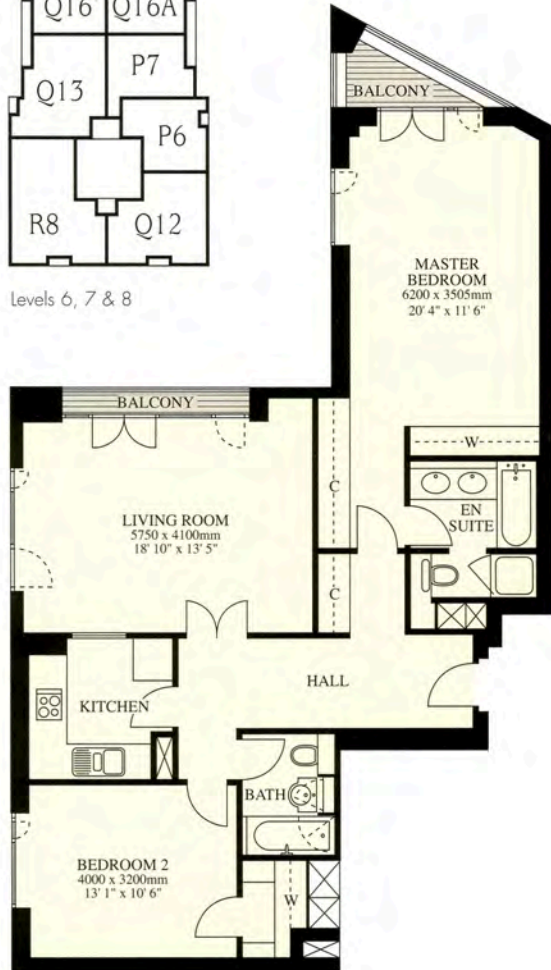 Q16 Q16A
Q13 P7
P6
R8 Q12
Levels 6, 7 & 8
BALCONY
MASTER
BEDROOM
6200 x 3505mm
20' 4" x 11' 6"
W
BALCONY
C
EN
SUITE
LIVING ROOM
5750 x 4100mm
18' 10" x 13' 5"
C
HALL
KITCHEN
BATH
BEDROOM 2
4000 x 3200mm
13' 1" x 10' 6"
W